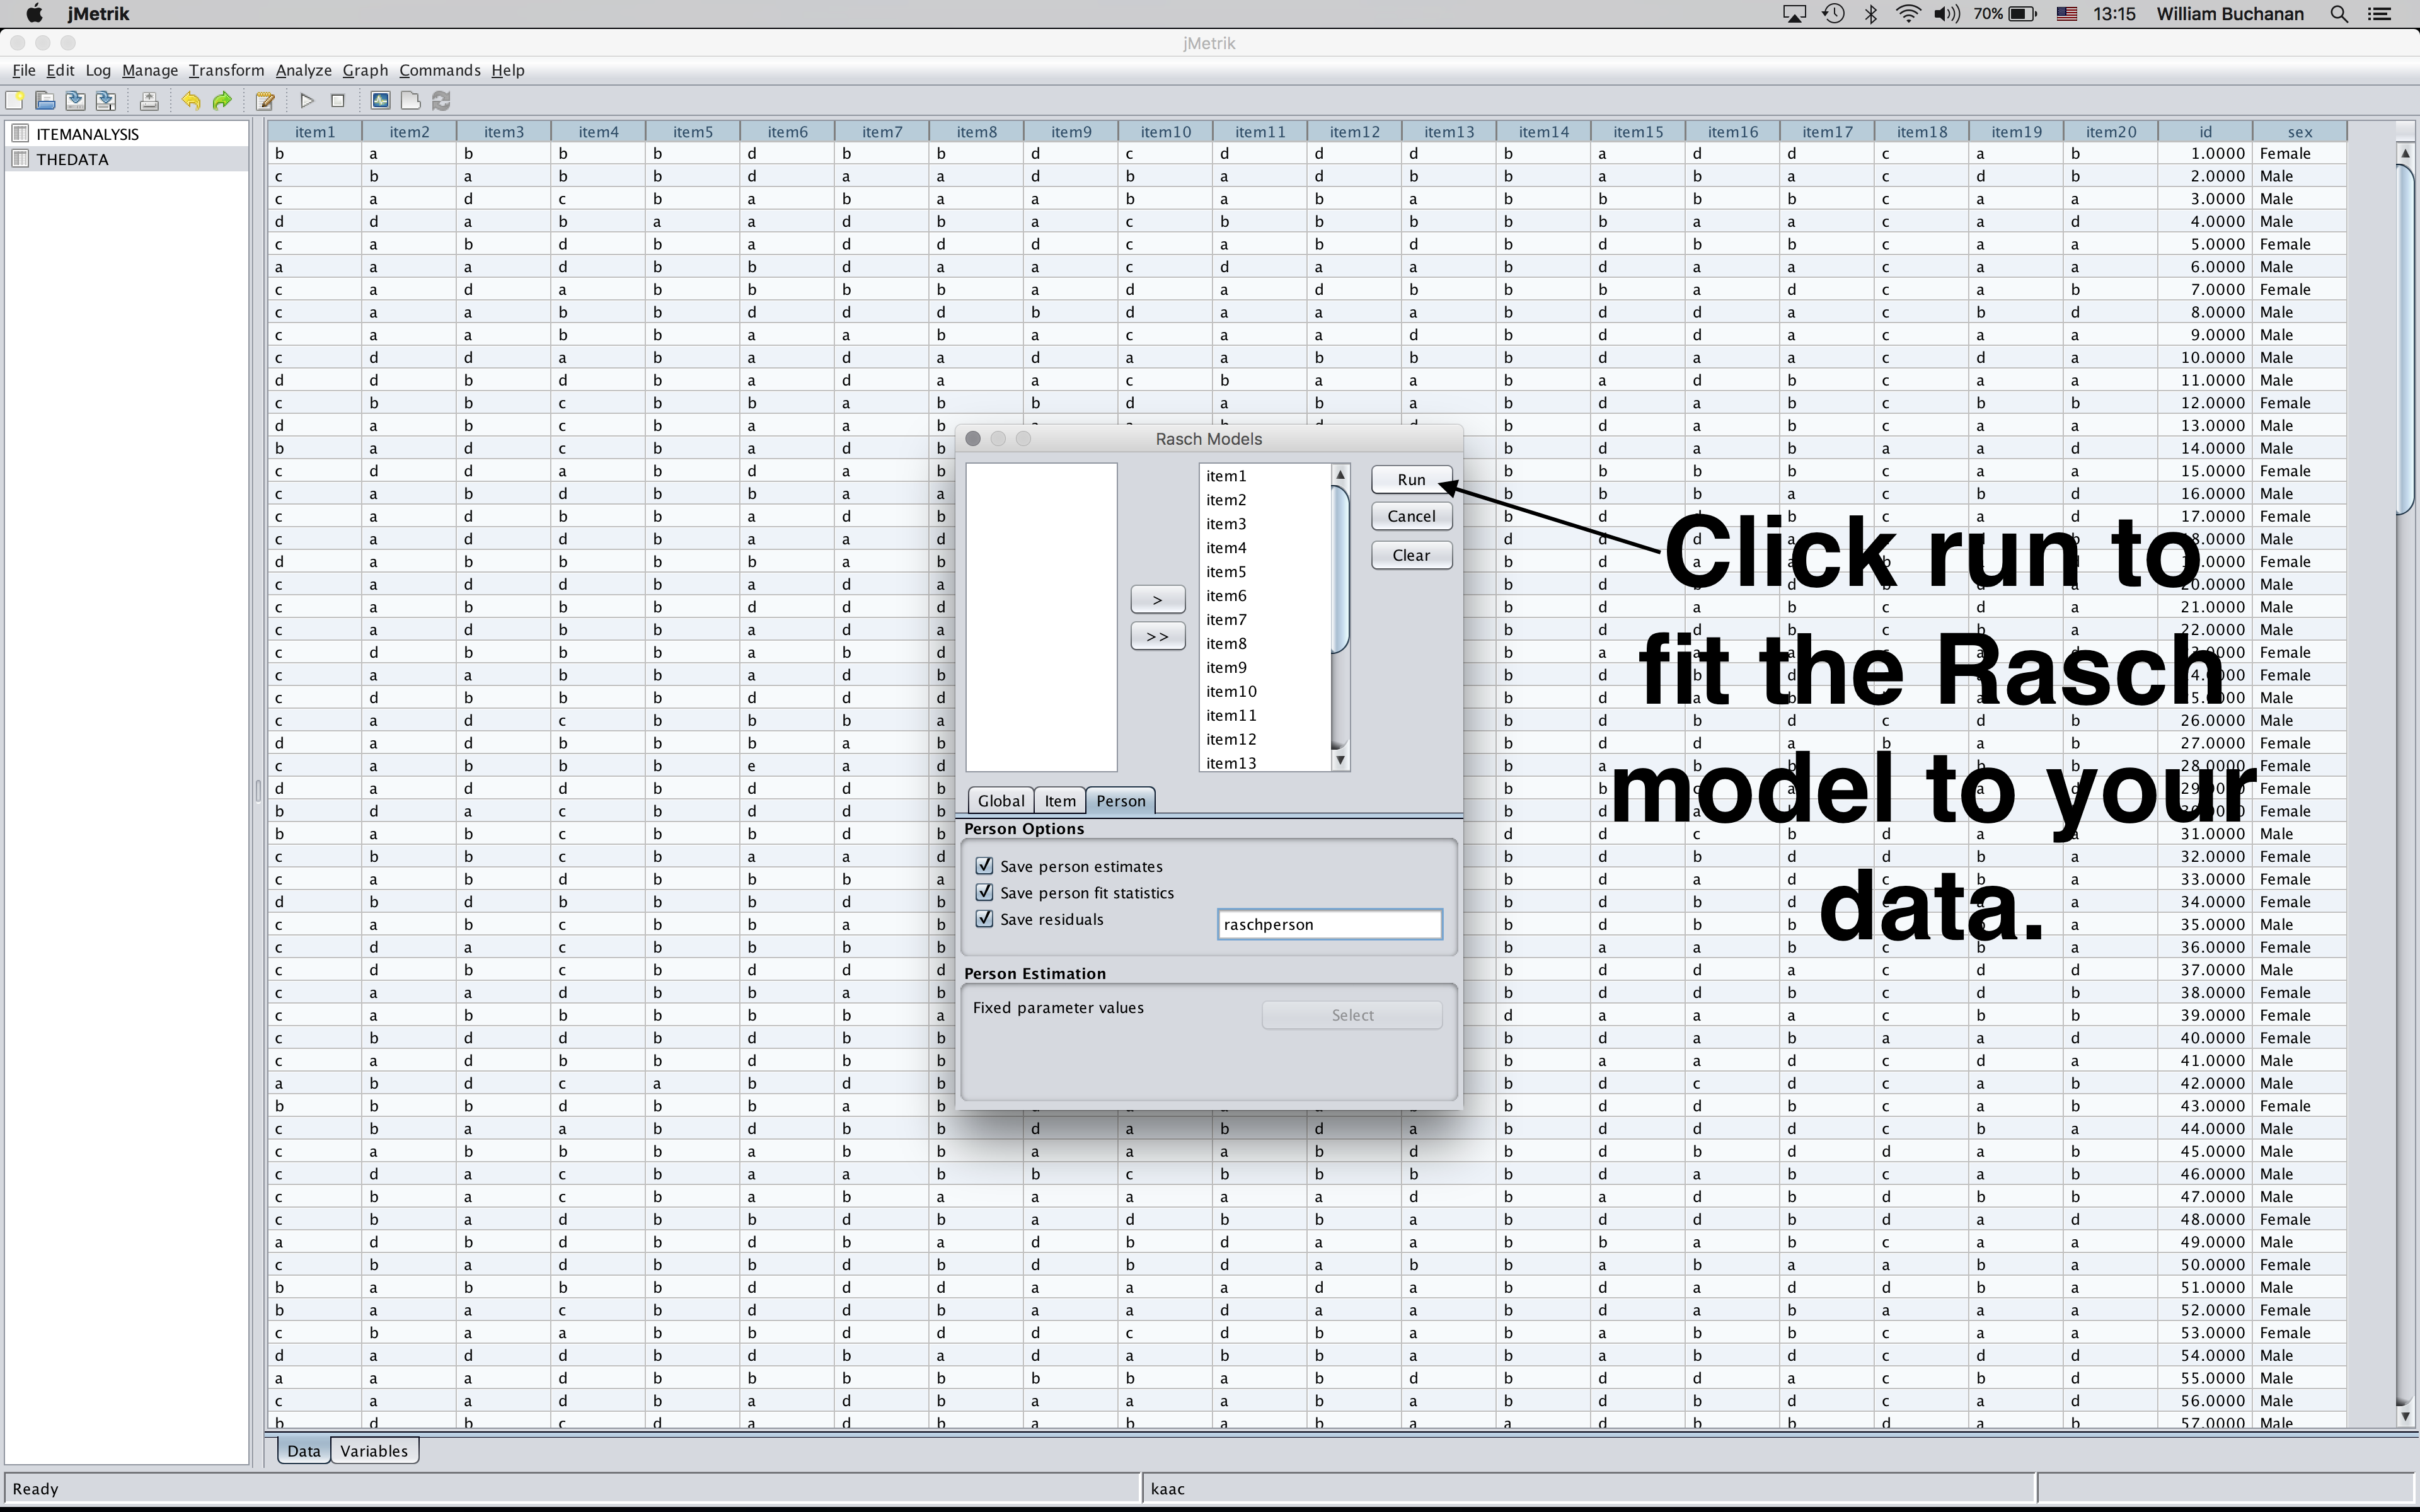 jMetrik
70%
13:15
William Buchanan
jMetrik
File Edit Log Manage Transform Analyze Graph Commands Help
ITEMANALYSIS
THEDATA
item1 item2 item3 item4 item5 item6 item7 item8 item9 item10 item11 item12 item13 item14 item15 item16 item17 item18 item19 item20 id sex
b a b b b d b b d c d d d b a d d c a b 1.0000 Female
c b a b b d a a d b a d b b a b a c d b 2.0000 Male
c a d c b a b a a b a b a b b b b c a a 3.0000 Male
d d a b a a d b a c b b b b b a a c a d 4.0000 Male
c a b d b a d d d c a b d b d b b c a a 5.0000 Female
a a a d b b d a a c d a a b d a a c a a 6.0000 Male
c a d a b b b b a d a d b b b a d c a b 7.0000 Female
c a a b b d d d b d a a a b d d a c b d 8.0000 Male
c a a b b a a b a c a a d b d d a c a a 9.0000 Male
c d d a b a d a d a a b b b d a a c d a 10.0000 Male
d d b d b a d a a c b a a b a d b c a a 11.0000 Male
c b b c b b a b b d a b a b d a b c b b 12.0000 Female
d a b c b a a b b d a b c a a 13.0000 Male
b a d c b a d b b d a b a a d 14.0000 Male
c d d a b d a b b b b b c a a 15.0000 Female
c a b d b b a a b b b a c b d 16.0000 Male
c a d b b a d b b d b c a d 17.0000 Female
c a d d b a a d d Male
d a b b b b a b b d Female
c a d d b a d a b d Male
c a b b b d d a b d a b c d a 21.0000 Male
c a d b b a d a b d a 22.0000 Male
c d b b b a b d b a Female
c a a b b a d b b d Female
c d b b b d d d b d Male
c a d c b b b a b d b d c d b 26.0000 Male
d a d b b b a b b d d a b a b 27.0000 Female
c a b b b e a d b a 28.0000 Female
d a d d b d d b b b Female
b d a c b d d b b d Female
b a b c b b d b d d c b d a a 31.0000 Male
c b b c b a a d b d b d d b a 32.0000 Female
c a b d b b b a b d a d b a 33.0000 Female
d b b d b d b b b d b a 34.0000 Female
c a b c b b a b b d b b a 35.0000 Male
c d a c b b b b b a a d c b a 36.0000 Female
c d b c b d d d b d d a c d d 37.0000 Male
c a a d b b a b b d d b c d b 38.0000 Female
c a b b b b b a d a a a c b b 39.0000 Female
c b d d b d b b b d a b a a d 40.0000 Female
c a d b b d b b b a a d c d a 41.0000 Male
a b d c a b d b b d c d c a b 42.0000 Male
b b b d b b a b b d d b c a b 43.0000 Female
c b a a b d b b d a b d a b d d d c b a 44.0000 Male
c a b b b a b b a a a b d b d b d d a b 45.0000 Male
c d a c b a a b b c b b b b d a b c a b 46.0000 Male
c b a c b a b a a a a a d b a d b d b b 47.0000 Male
c b a d b b d b a d b b a b d d b d a d 48.0000 Female
a d b d b d b a d b d a a b b a b c a a 49.0000 Male
c b a d b b d b d b d a b b a b a a b a 50.0000 Female
b a b b b d d d a a a d a b d a d d b a 51.0000 Male
b a a c b d d b a a d a a b d a b a a a 52.0000 Female
c b a a b b d d d c d b a b a b b c a a 53.0000 Female
d a d d b d b a d a b b a b a b d c d d 54.0000 Male
a a a d b b b b b b a b d b d d a c b d 55.0000 Male
c a a d b a d b a a a b a b d b d c a d 56.0000 Male
b d b c d a d b a b a b a a d b b d a b 57.0000 Male
Rasch Models
item1
item2
item3
item4
item5
item6
item7
item8
item9
item10
item11
item12
item13
>
>>
Run
Cancel
Clear
Global Item Person
Person Options
Save person estimates
Save person fit statistics
Save residuals
raschperson
Person Estimation
Fixed parameter values Select
Click run to
fit the Rasch
model to your
data.
Data Variables
Ready
kaac